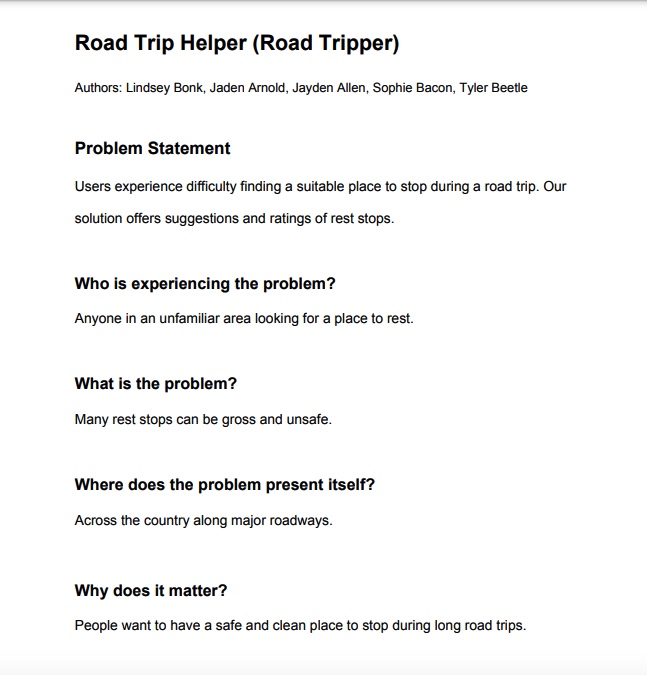 Road Trip Helper (Road Tripper)
Authors: Lindsey Bonk, Jaden Arnold, Jayden Allen, Sophie Bacon, Tyler Beetle
Problem Statement
Users experience difficulty finding a suitable place to stop during a road trip. Our
solution offers suggestions and ratings of rest stops.
Who is experiencing the problem?
Anyone in an unfamiliar area looking for a place to rest.
What is the problem?
Many rest stops can be gross and unsafe.
Where does the problem present itself?
Across the country along major roadways.
Why does it matter?
People want to have a safe and clean place to stop during long road trips.